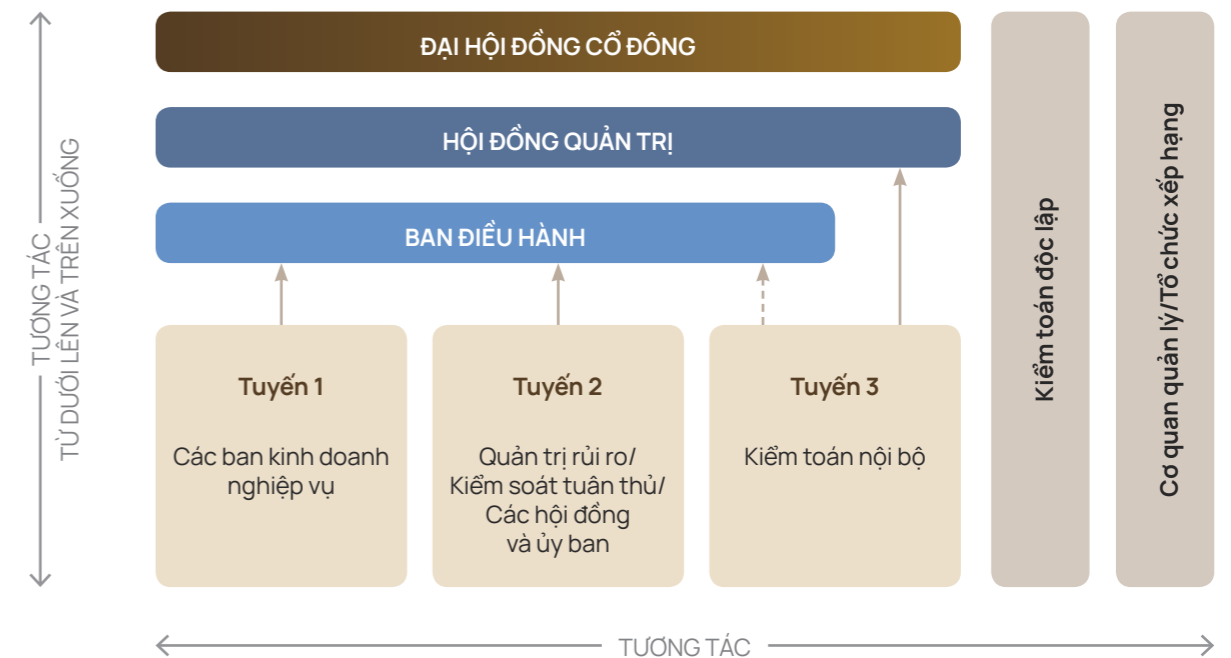 ĐẠI HỘI ĐỒNG CỔ ĐÔNG
HỘI ĐỒNG QUẢN TRỊ
BAN ĐIỀU HÀNH
TƯƠNG TÁC
TỪ DƯỚI LÊN VÀ TRÊN XUỐNG
Tuyến 1
Các ban kinh doanh
nghiệp vụ
Tuyến 2
Quản trị rủi ro/
Kiểm soát tuân thủ/
Các hội đồng
và ủy ban
Tuyến 3
Kiểm toán nội bộ
Kiểm toán độc lập
Cơ quan quản lý/Tổ chức xếp hạng
TƯƠNG TÁC